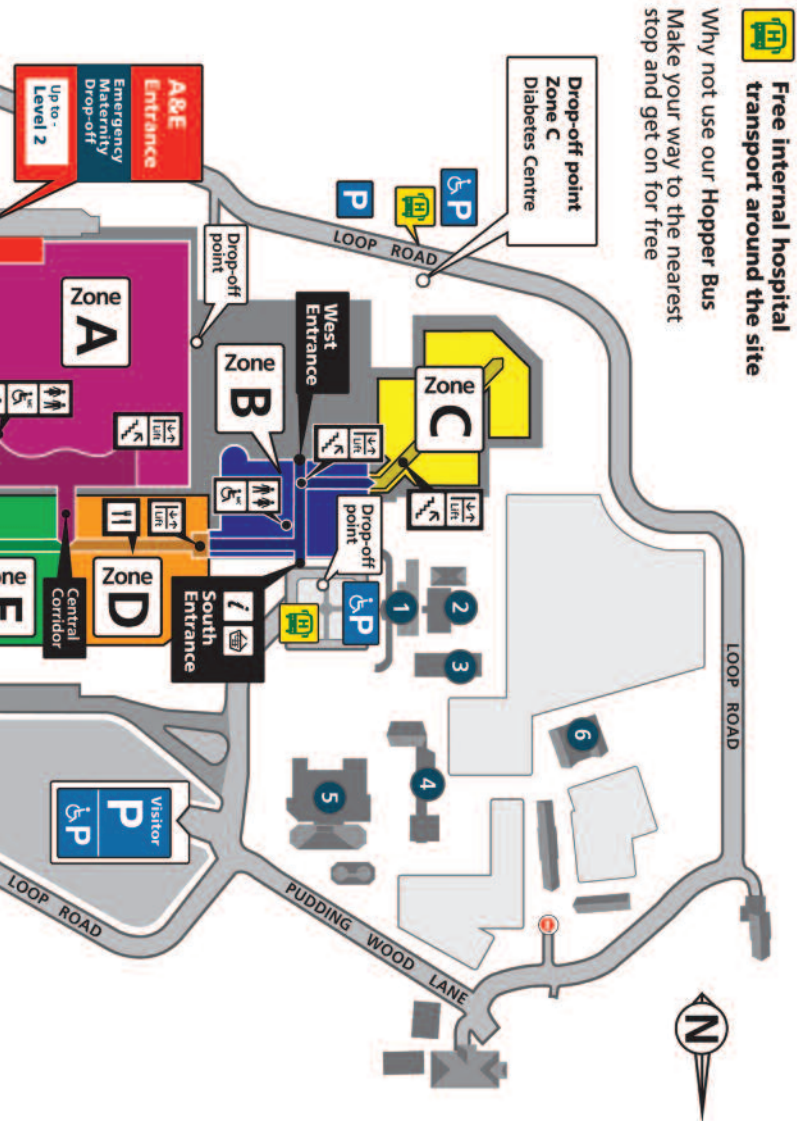 H
Free internal hospital
transport around the site
Why not use our Hopper Bus
Make your way to the nearest
stop and get on for free
Drop-off point
Zone C
Diabetes Centre
P
H
P
LOOP ROAD
LOOP ROAD
A&E
Entrance
Emergency
Maternity
Drop-off
Up to -
Level 2
Drop-off
point
Zone
A
West
Entrance
Zone
B
Zone
C
Lift
Lift
Lift
WC
WC
Drop-off
point
Lift
Zone
D
Central
Corridor
one
E
South
Entrance
i
H
P
1
2
3
4
5
6
Visitor
P
P
LOOP ROAD
PUDDING WOOD LANE
N